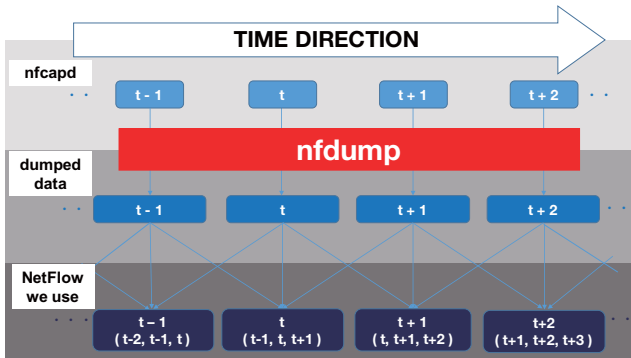 TIME DIRECTION
nfcapd
. . t - 1 t t + 1 t + 2 . .
nfdump
dumped
data
. . t - 1 t t + 1 t + 2 . .
NetFlow
we use
. . . t – 1 t t + 1 t+2 . . .
( t-2, t-1, t ) ( t-1, t, t+1 ) ( t, t+1, t+2 ) ( t+1, t+2, t+3 )